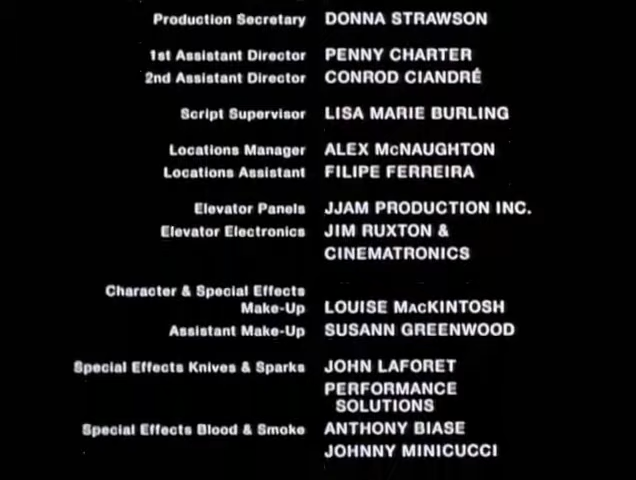 Production Secretary DONNA STRAWSON
1st Assistant Director PENNY CHARTER
2nd Assistant Director CONROD CIANDRÉ
Script Supervisor LISA MARIE BURLING
Locations Manager ALEX McNAUGHTON
Locations Assistant FILIPE FERREIRA
Elevator Panels JJAM PRODUCTION INC.
Elevator Electronics JIM RUXTON &
CINEMATRONICS
Character & Special Effects
Make-Up LOUISE MacKINTOSH
Assistant Make-Up SUSANN GREENWOOD
Special Effects Knives & Sparks JOHN LAFORET
PERFORMANCE
SOLUTIONS
Special Effects Blood & Smoke ANTHONY BIASE
JOHNNY MINICUCCI